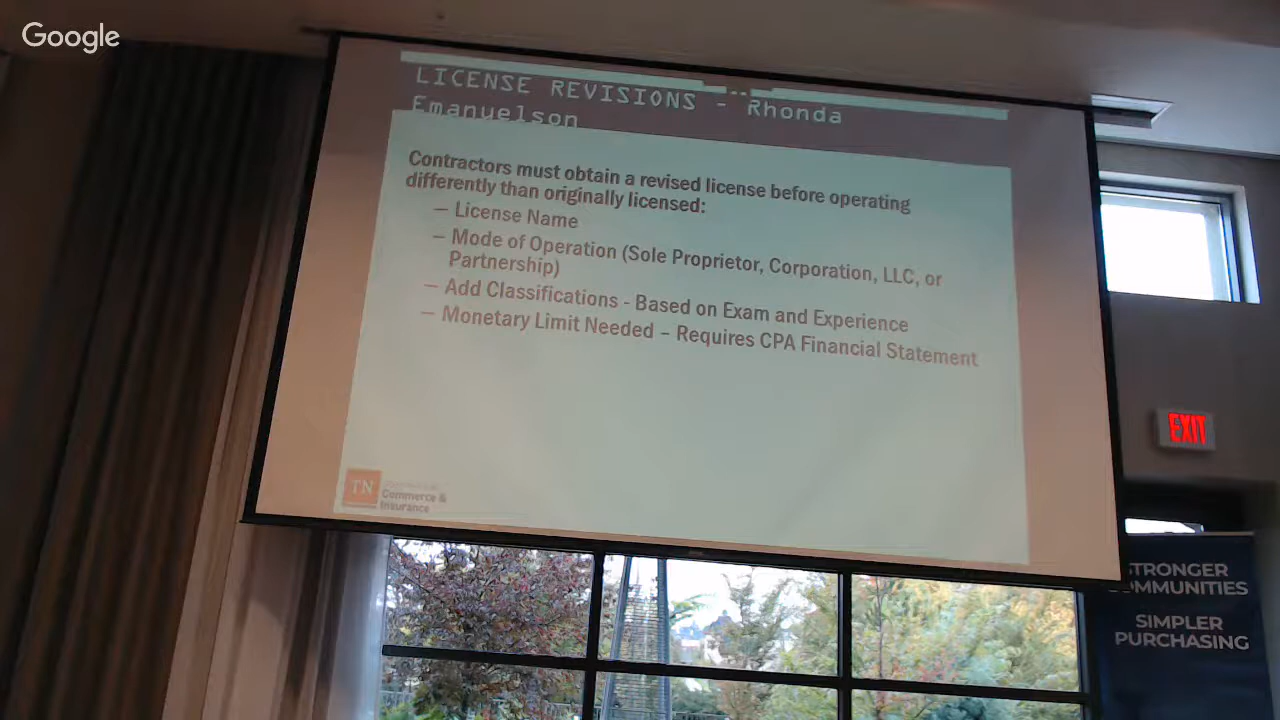 Google
LICENSE REVISIONS - Rhonda
Emanuelson
Contractors must obtain a revised license before operating
differently than originally licensed:
– License Name
– Mode of Operation (Sole Proprietor, Corporation, LLC, or
Partnership)
– Add Classifications - Based on Exam and Experience
– Monetary Limit Needed – Requires CPA Financial Statement
TN
Commerce &
Insurance
EXIT
STRONGER
COMMUNITIES
SIMPLER
PURCHASING